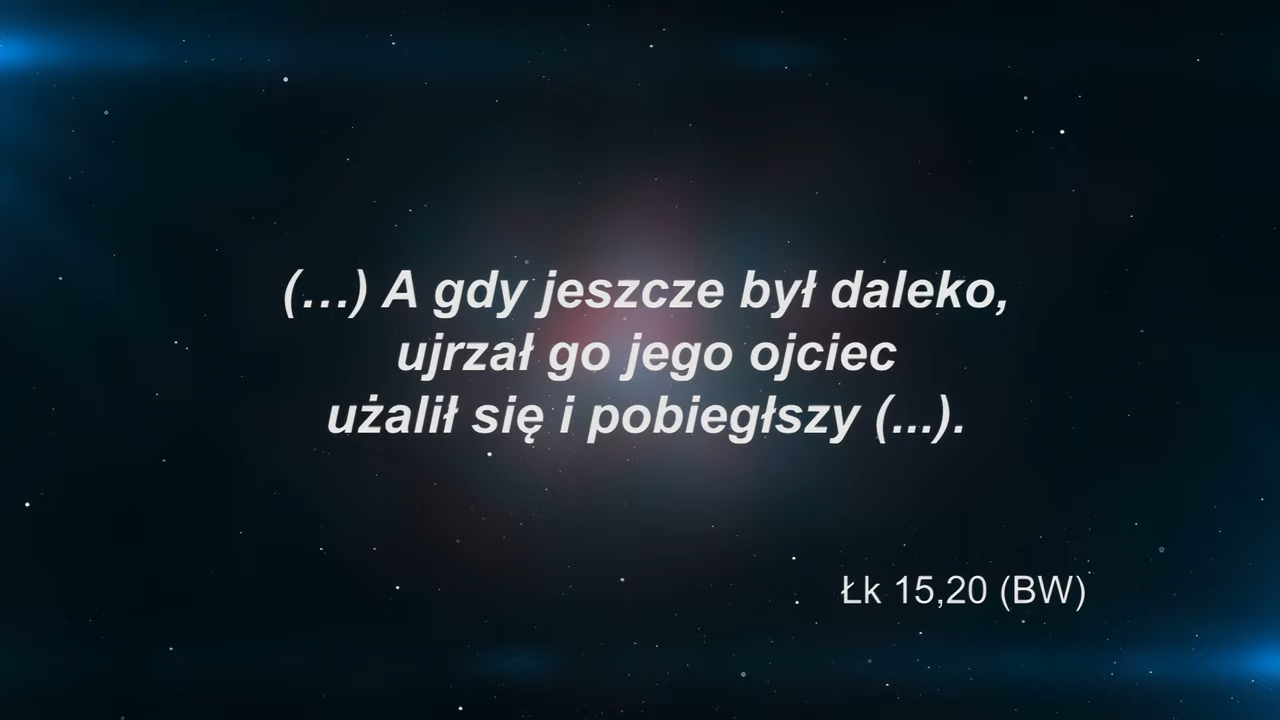 (…) A gdy jeszcze był daleko,
ujrzał go jego ojciec
użalił się i pobiegłszy (...).
Łk 15,20 (BW)